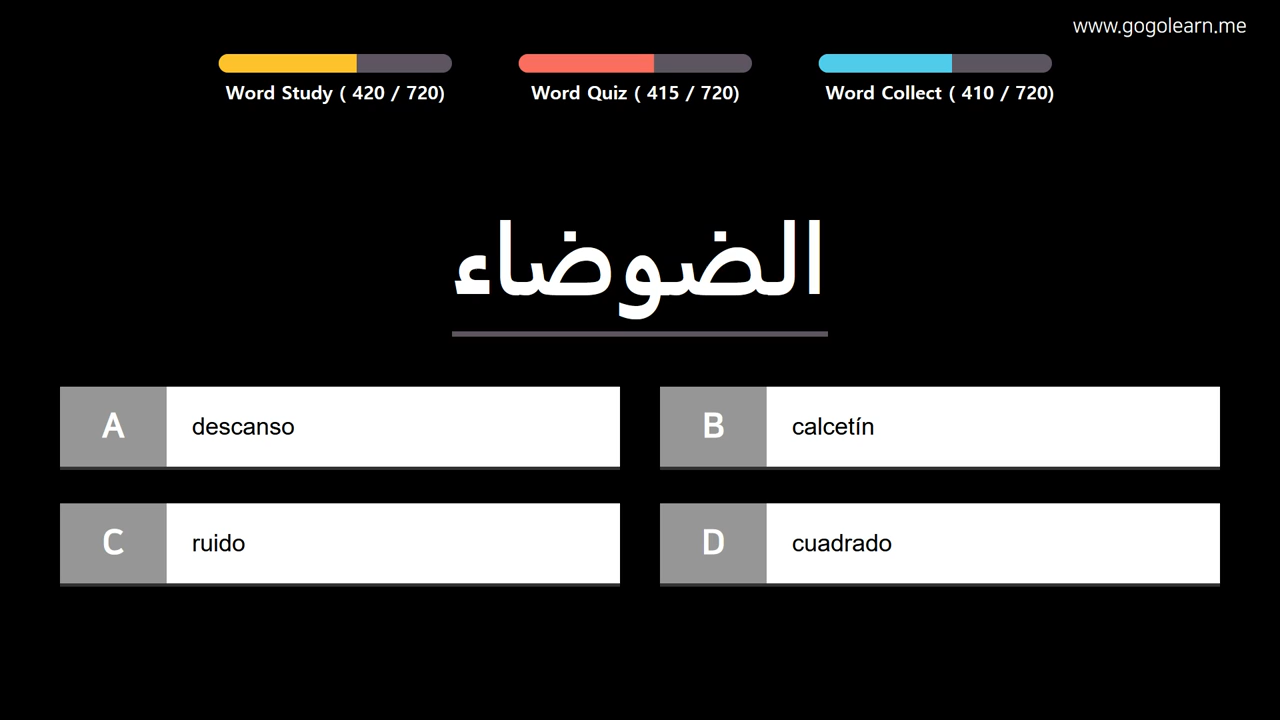 www.gogolearn.me
Word Study ( 420 / 720)
Word Quiz ( 415 / 720)
Word Collect ( 410 / 720)
الضوضاء
A
descanso
B
calcetín
C
ruido
D
cuadrado